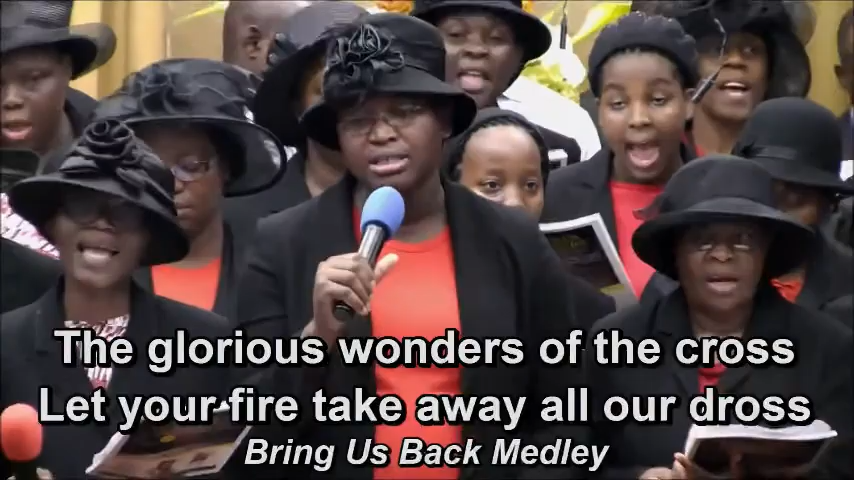 The glorious wonders of the cross
Let your fire take away all our dross
Bring Us Back Medley